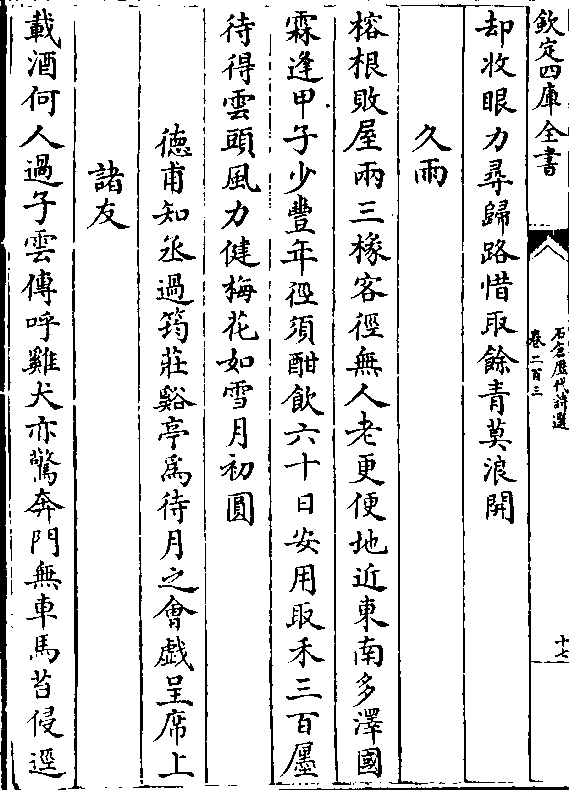 欽定四庫全書
石倉歷代詩選
卷二百三
十七
却收眼力尋歸路惜取餘青莫浪開
久雨
榕根敗屋兩三椽客徑無人老更便地近東南多澤國
霖逢甲子少豐年徑須酣飲六十日安用取禾三百廛
待得雲頭風力健梅花如雪月初圓
德甫知丞過筠莊谿亭為待月之會戲呈席上
諸友
載酒何人過子雲傳呼雞犬亦驚奔門無車馬苔侵逕